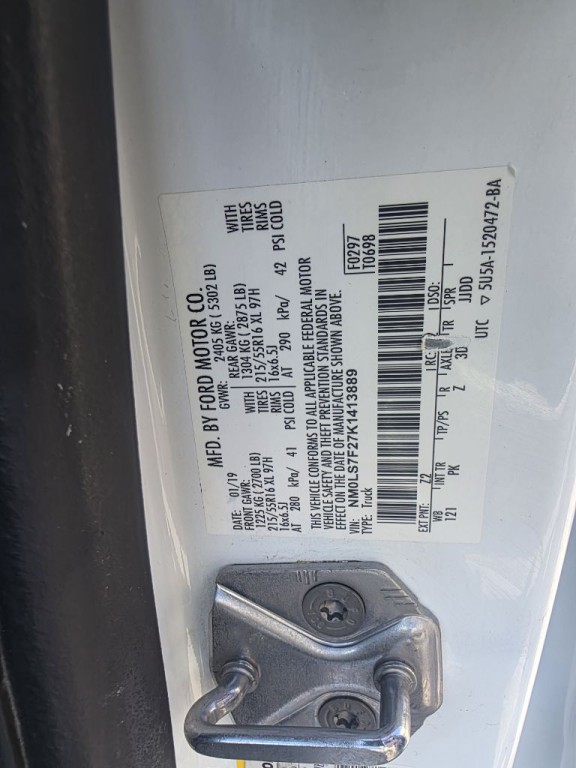 MFD. BY FORD MOTOR CO.
DATE: 01/19 GVWR: 2405 KG ( 5302 LB)
FRONT GAWR: REAR GAWR:
1225 KG ( 2700 LB) WITH 1304 KG ( 2875 LB) WITH
215/55R16 XL 97H TIRES 215/55R16 XL 97H TIRES
16x6.5J RIMS 16x6.5J RIMS
AT 280 kPa/ 41 PSI COLD AT 290 kPa/ 42 PSI COLD
THIS VEHICLE CONFORMS TO ALL APPLICABLE FEDERAL MOTOR
VEHICLE SAFETY AND THEFT PREVENTION STANDARDS IN
EFFECT ON THE DATE OF MANUFACTURE SHOWN ABOVE.
VIN: NM0LS7F27K1413889 F0297
TYPE: Truck T0698
EXT PNT: Z2 RC: DSO:
WB INT TR TP/PS R AXLE TR SPR
121 PK Z 3D JJDD
UTC ▽ 5U5A-1520472-BA